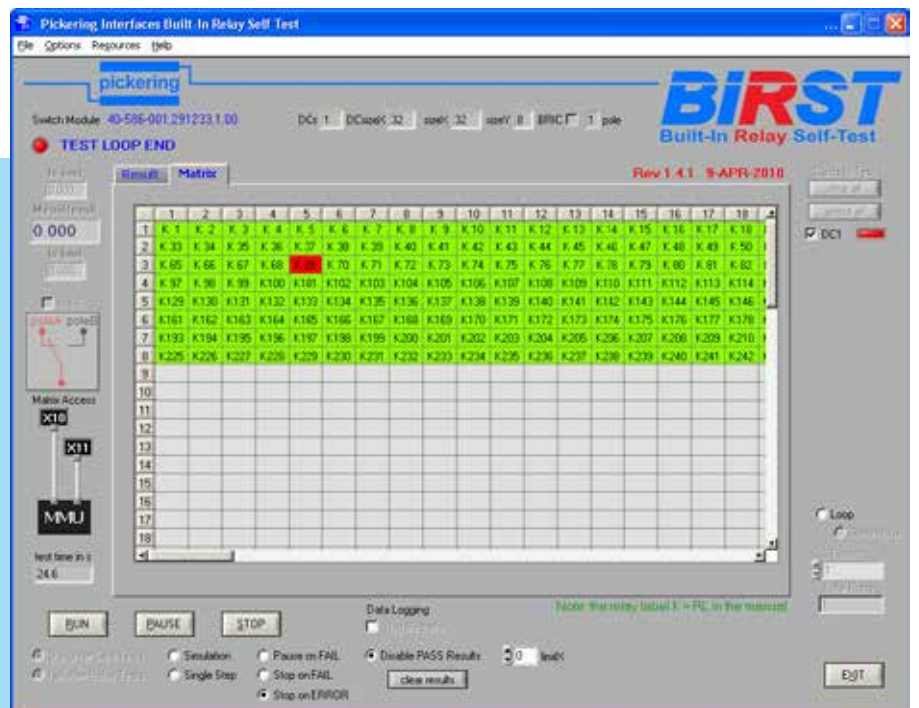 Pickering Interfaces Built-In Relay Self Test
File Options Resources Help
pickering
BIRST
Built-In Relay Self-Test
Switch Module 40-586-001.291233,1.00 DCs 1 DCsizeX 32 sizeX 32 sizeY 8 BRIC 1 pole
TEST LOOP END
Result Matrix Rev 1.4.1 9-APR-2010
0.000
DC1
1 2 3 4 5 6 7 8 9 10 11 12 13 14 15 16 17 18
1 K 1 K 2 K 3 K 4 K 5 K 6 K 7 K 8 K 9 K 10 K 11 K 12 K 13 K 14 K 15 K 16 K 17 K 18
2 K 33 K 34 K 35 K 36 K 37 K 38 K 39 K 40 K 41 K 42 K 43 K 44 K 45 K 46 K 47 K 48 K 49 K 50
3 K 65 K 66 K 67 K 68 K 70 K 71 K 72 K 73 K 74 K 75 K 76 K 77 K 78 K 79 K 80 K 81 K 82
4 K 97 K 98 K 99 K100 K101 K102 K103 K104 K105 K106 K107 K108 K109 K110 K111 K112 K113 K114
5 K129 K130 K131 K132 K133 K134 K135 K136 K137 K138 K139 K140 K141 K142 K143 K144 K145 K146
6 K161 K162 K163 K164 K165 K166 K167 K168 K169 K170 K171 K172 K173 K174 K175 K176 K177 K178
7 K193 K194 K195 K196 K197 K198 K199 K200 K201 K202 K203 K204 K205 K206 K207 K208 K209 K210
8 K225 K226 K227 K228 K229 K230 K231 K232 K233 K234 K235 K236 K237 K238 K239 K240 K241 K242
9
10
11
12
13
14
15
16
17
18
poleA poleB
Matrix Access
X10
X11
MMU
test time in s
24.6
Loop
Note: the relay label K = RL in the manual
RUN PAUSE STOP
Data Logging
Simulation Pause on FAIL Disable PASS Results 0 limitX
Single Step Stop on FAIL clear results
Stop on ERROR
EXIT